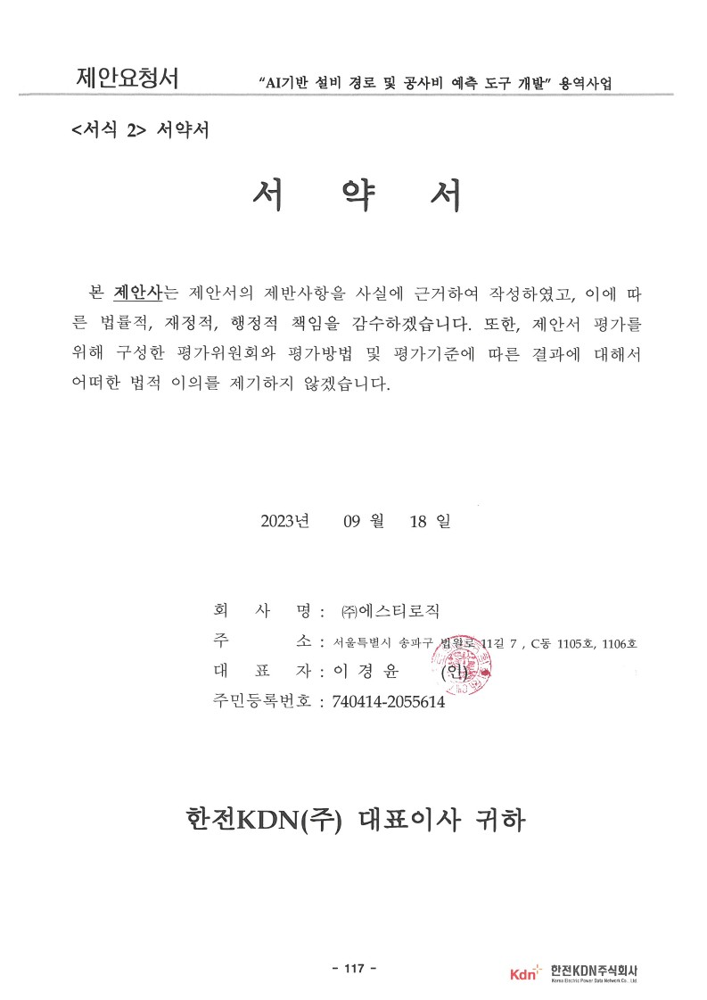 제안요청서 "AI기반 설비 경로 및 공사비 예측 도구 개발" 용역사업
<서식 2> 서약서
서 약 서
본 제안사는 제안서의 제반사항을 사실에 근거하여 작성하였고, 이에 따
른 법률적, 재정적, 행정적 책임을 감수하겠습니다. 또한, 제안서 평가를
위해 구성한 평가위원회와 평가방법 및 평가기준에 따른 결과에 대해서
어떠한 법적 이의를 제기하지 않겠습니다.
2023년 09 월 18 일
회 사 명 : ㈜에스티로직
주 소 : 서울특별시 송파구 법원로 11길 7 , C동 1105호, 1106호
대 표 자 : 이 경 윤 (인)
주민등록번호 : 740414-2055614
한전KDN(주) 대표이사 귀하
- 117 -
Kdn 한전KDN주식회사
Korea Electric Power Data Network Co., Ltd